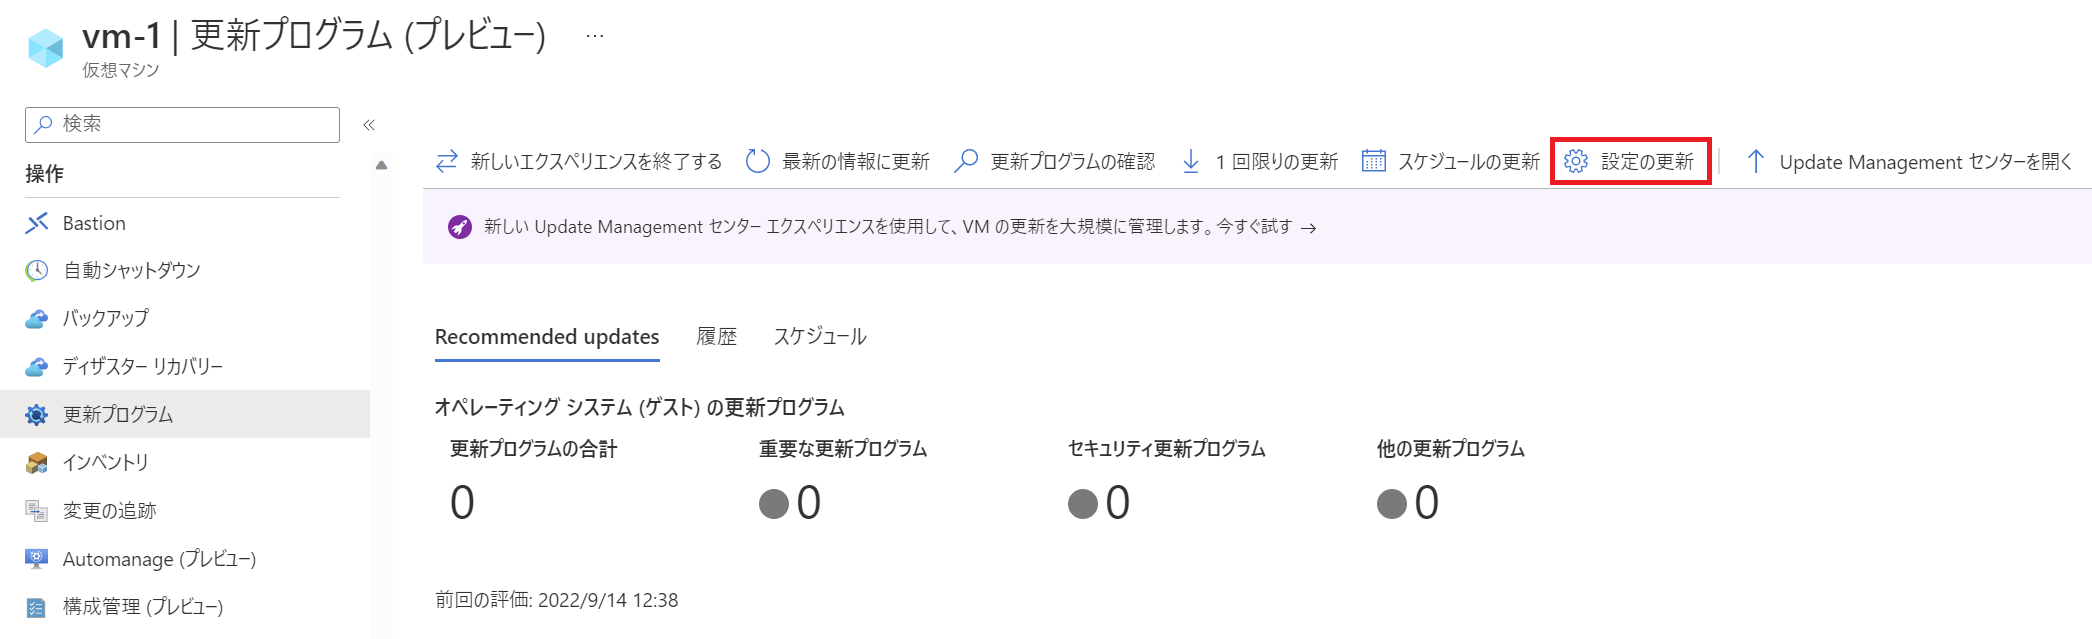 vm-1 | 更新プログラム (プレビュー) …
仮想マシン
検索 «
操作
Bastion
自動シャットダウン
バックアップ
ディザスター リカバリー
更新プログラム
インベントリ
変更の追跡
Automanage (プレビュー)
構成管理 (プレビュー)
新しいエクスペリエンスを終了する 最新の情報に更新 更新プログラムの確認 1 回限りの更新 スケジュールの更新 設定の更新 Update Management センターを開く
新しい Update Management センター エクスペリエンスを使用して、VM の更新を大規模に管理します。今すぐ試す →
Recommended updates 履歴 スケジュール
オペレーティング システム (ゲスト) の更新プログラム
更新プログラムの合計 重要な更新プログラム セキュリティ更新プログラム 他の更新プログラム
0 0 0 0
前回の評価: 2022/9/14 12:38